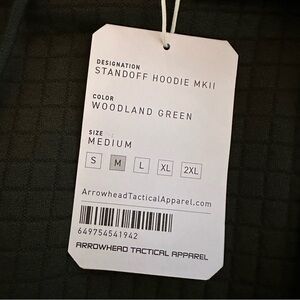 DESIGNATION
STANDOFF HOODIE MKII
COLOR
WOODLAND GREEN
SIZE
MEDIUM
S M L XL 2XL
ArrowheadTacticalApparel.com
649754541942
ARROWHEAD TACTICAL APPAREL